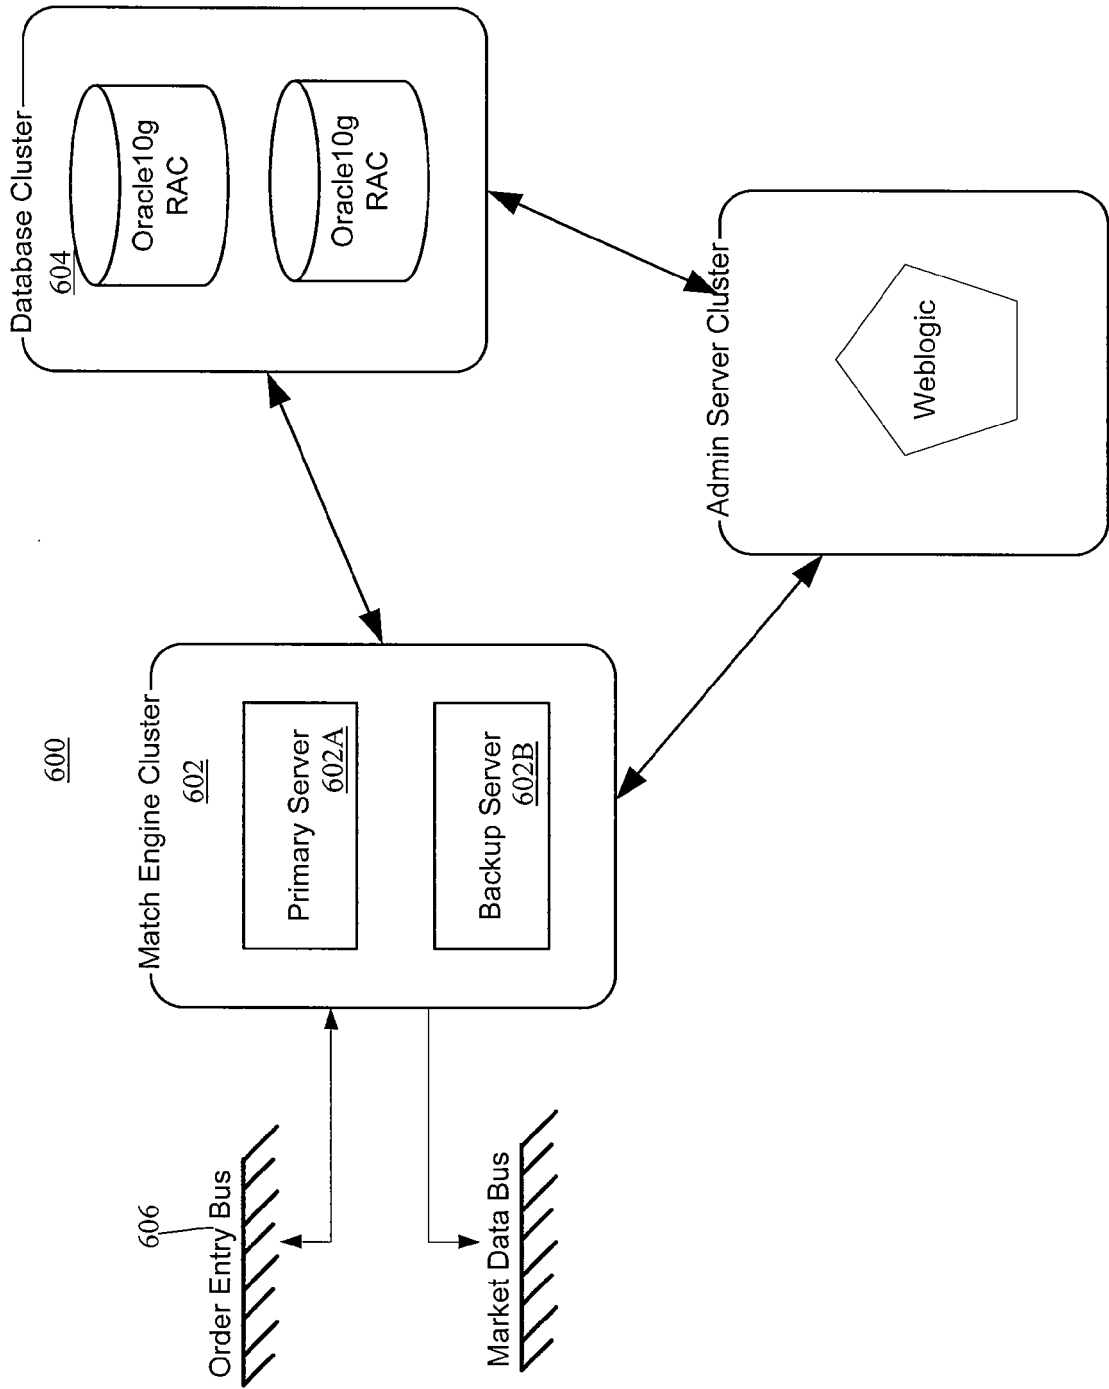 600
606
Order Entry Bus
Market Data Bus
Match Engine Cluster
602
Primary Server
602A
Backup Server
602B
Database Cluster
604
Oracle10g
RAC
Oracle10g
RAC
Admin Server Cluster
Weblogic